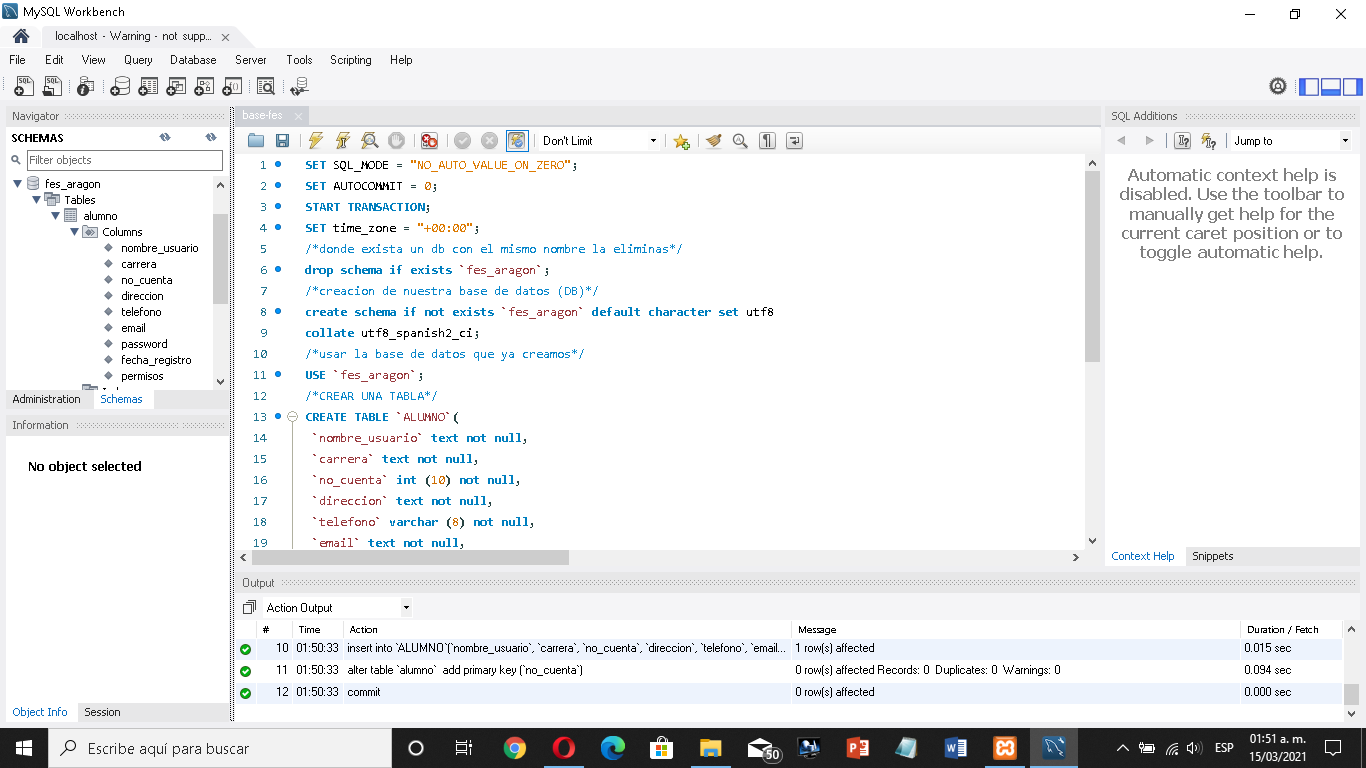 MySQL Workbench
localhost - Warning - not supp...
File Edit View Query Database Server Tools Scripting Help
Navigator
SCHEMAS
Filter objects
fes_aragon
Tables
alumno
Columns
nombre_usuario
carrera
no_cuenta
direccion
telefono
email
password
fecha_registro
permisos
Administration Schemas
Information
No object selected
Object Info Session
base-fes
Don't Limit
1 SET SQL_MODE = "NO_AUTO_VALUE_ON_ZERO";
2 SET AUTOCOMMIT = 0;
3 START TRANSACTION;
4 SET time_zone = "+00:00";
5 /*donde exista un db con el mismo nombre la eliminas*/
6 drop schema if exists `fes_aragon`;
7 /*creacion de nuestra base de datos (DB)*/
8 create schema if not exists `fes_aragon` default character set utf8
9 collate utf8_spanish2_ci;
10 /*usar la base de datos que ya creamos*/
11 USE `fes_aragon`;
12 /*CREAR UNA TABLA*/
13 CREATE TABLE `ALUMNO`(
14 `nombre_usuario` text not null,
15 `carrera` text not null,
16 `no_cuenta` int (10) not null,
17 `direccion` text not null,
18 `telefono` varchar (8) not null,
19 `email` text not null,
SQL Additions
Jump to
Automatic context help is
disabled. Use the toolbar to
manually get help for the
current caret position or to
toggle automatic help.
Context Help Snippets
Output
Action Output
# Time Action Message Duration / Fetch
10 01:50:33 insert into `ALUMNO`(`nombre_usuario`, `carrera`, `no_cuenta`, `direccion`, `telefono`, `email... 1 row(s) affected 0.015 sec
11 01:50:33 alter table `alumno` add primary key (`no_cuenta`) 0 row(s) affected Records: 0 Duplicates: 0 Warnings: 0 0.094 sec
12 01:50:33 commit 0 row(s) affected 0.000 sec
Escribe aquí para buscar
50
ESP
01:51 a. m.
15/03/2021